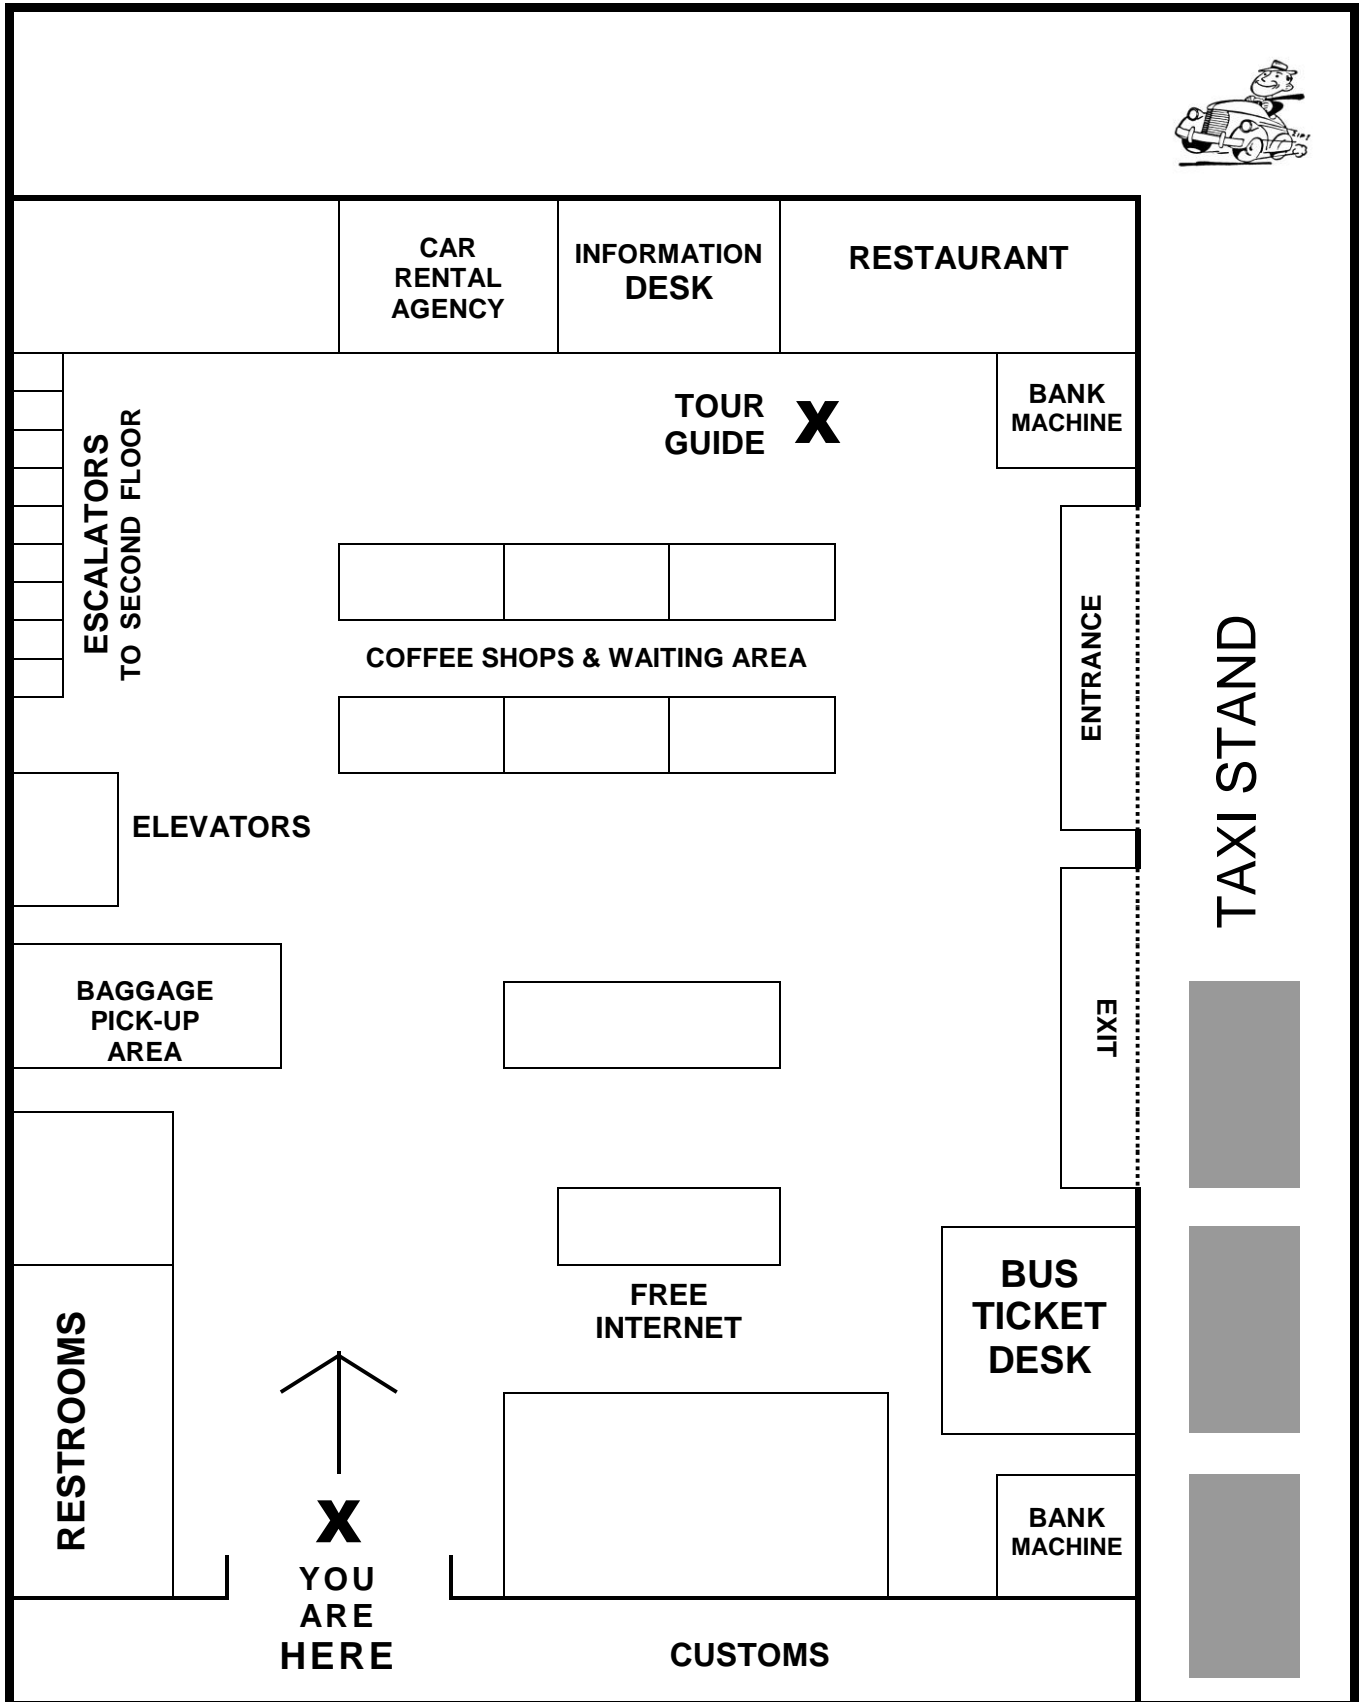 CAR
RENTAL
AGENCY
INFORMATION
DESK
RESTAURANT
TOUR
GUIDE
X
BANK
MACHINE
ESCALATORS
TO SECOND FLOOR
COFFEE SHOPS & WAITING AREA
ENTRANCE
TAXI STAND
ELEVATORS
BAGGAGE
PICK-UP
AREA
EXIT
FREE
INTERNET
BUS
TICKET
DESK
RESTROOMS
X
YOU
ARE
HERE
BANK
MACHINE
CUSTOMS